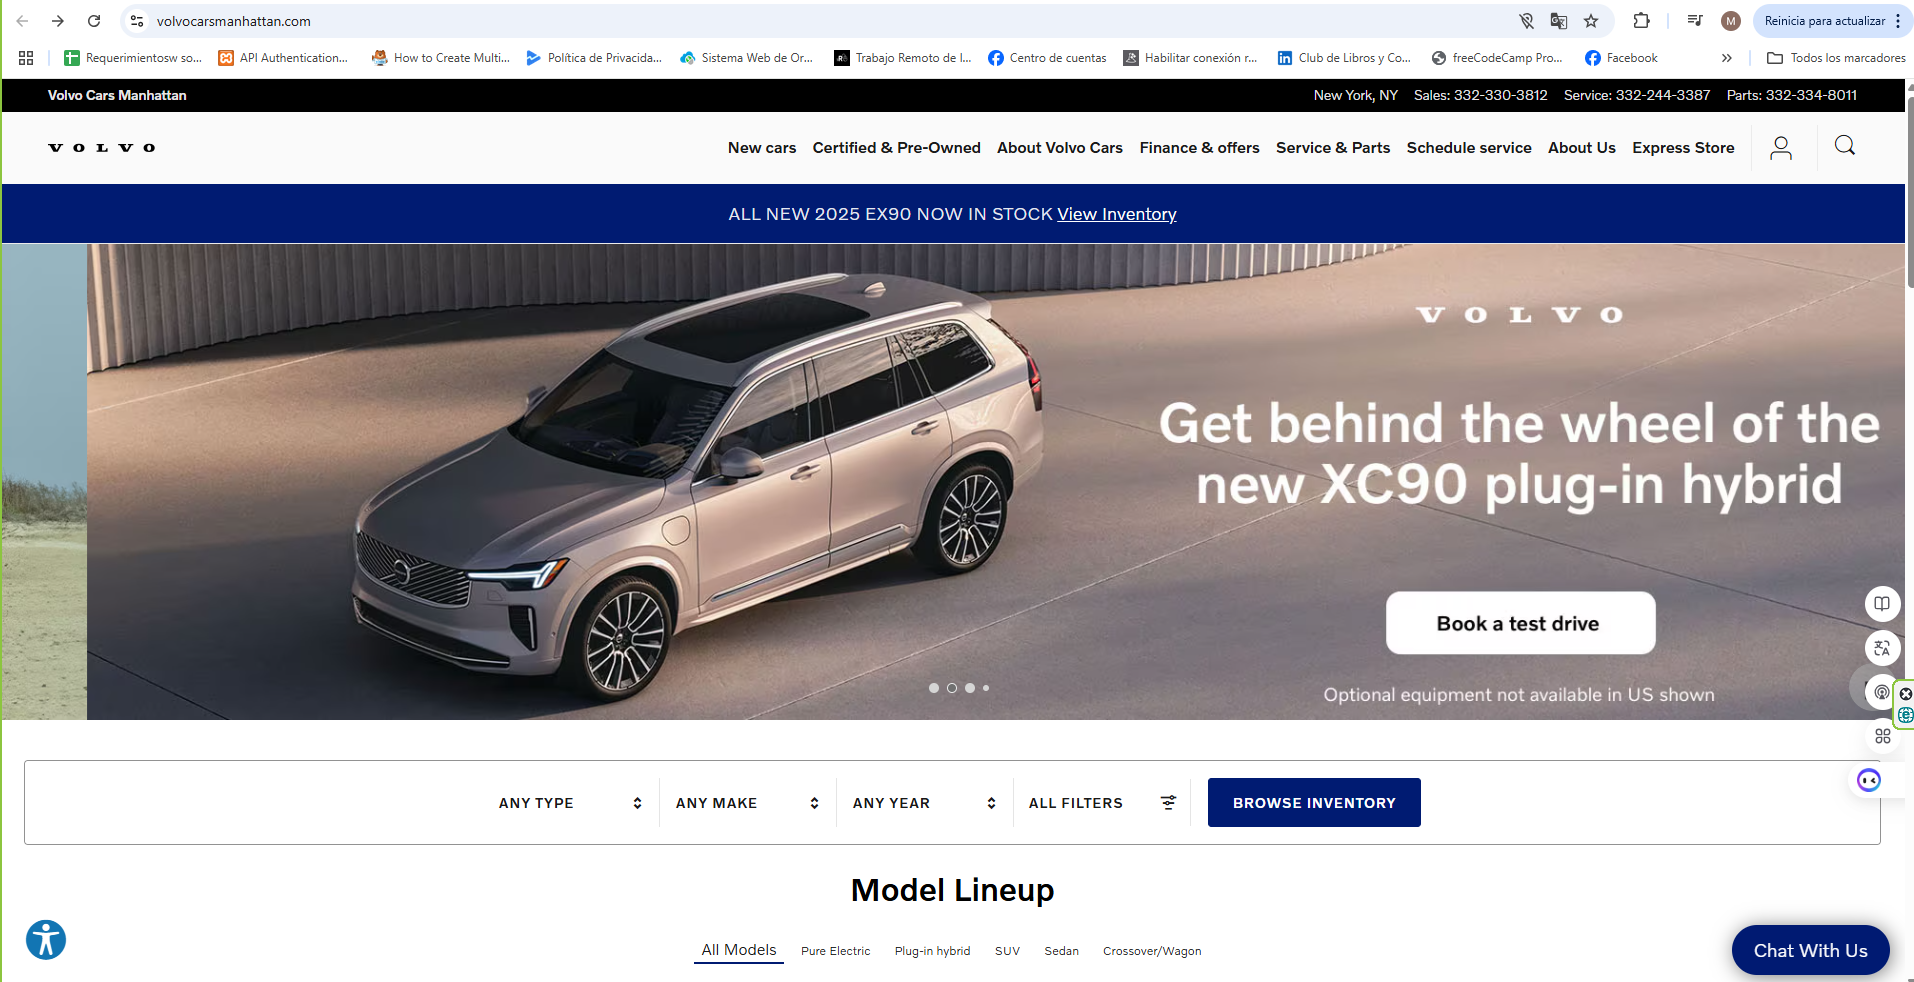 volvocarsmanhattan.com
M
Reinicia para actualizar
Requerimientosw so...
API Authentication...
How to Create Multi...
Política de Privacida...
Sistema Web de Or...
Trabajo Remoto de I...
Centro de cuentas
Habilitar conexión r...
Club de Libros y Co...
freeCodeCamp Pro...
Facebook
Todos los marcadores
Volvo Cars Manhattan
New York, NY
Sales: 332-330-3812
Service: 332-244-3387
Parts: 332-334-8011
VOLVO
New cars
Certified & Pre-Owned
About Volvo Cars
Finance & offers
Service & Parts
Schedule service
About Us
Express Store
ALL NEW 2025 EX90 NOW IN STOCK View Inventory
VOLVO
Get behind the wheel of the
new XC90 plug-in hybrid
Book a test drive
Optional equipment not available in US shown
ANY TYPE
ANY MAKE
ANY YEAR
ALL FILTERS
BROWSE INVENTORY
Model Lineup
All Models
Pure Electric
Plug-in hybrid
SUV
Sedan
Crossover/Wagon
Chat With Us